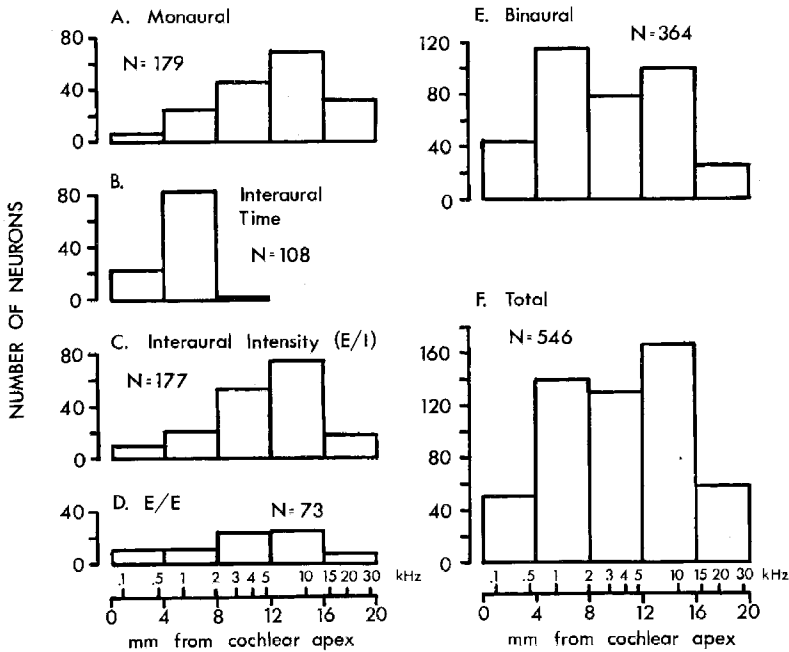 NUMBER OF NEURONS
A. Monaural
N=179
80
40
0
B.
Interaural
Time
N=108
80
40
0
C. Interaural Intensity (E/I)
N=177
80
40
0
D. E/E
N=73
40
0
.1 .5 1 2 3 4 5 10 15 20 30 kHz
0 4 8 12 16 20
mm from cochlear apex
E. Binaural
N=364
120
80
40
0
F. Total
N=546
160
120
80
40
0
.1 .5 1 2 3 4 5 10 15 20 30 kHz
0 4 8 12 16 20
mm from cochlear apex